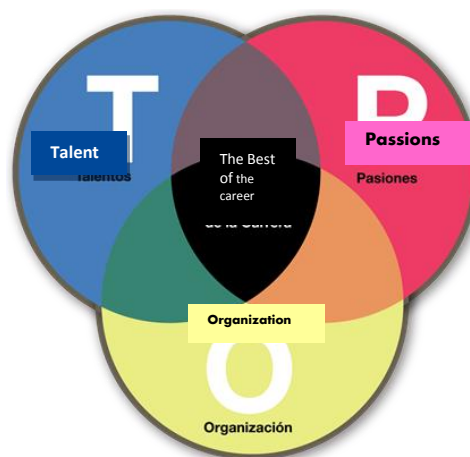 T
P
Talent
Passions
Talentos
The Best
of the
career
Pasiones
de la Carrera
Organization
O
Organización